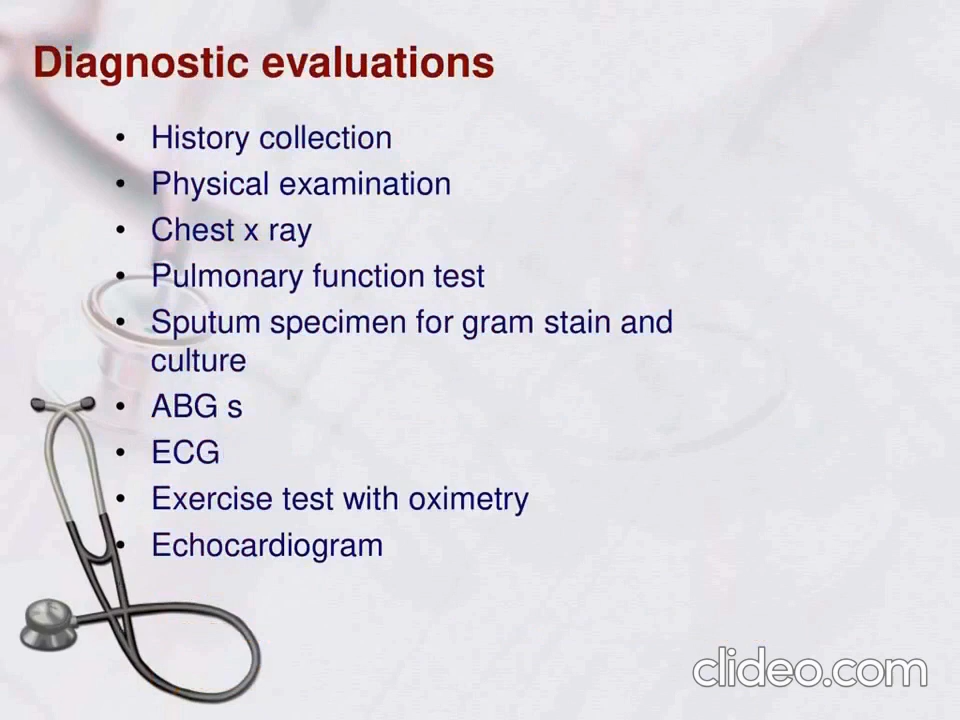 Diagnostic evaluations
• History collection
• Physical examination
• Chest x ray
• Pulmonary function test
• Sputum specimen for gram stain and
culture
• ABG s
• ECG
• Exercise test with oximetry
• Echocardiogram
clideo.com